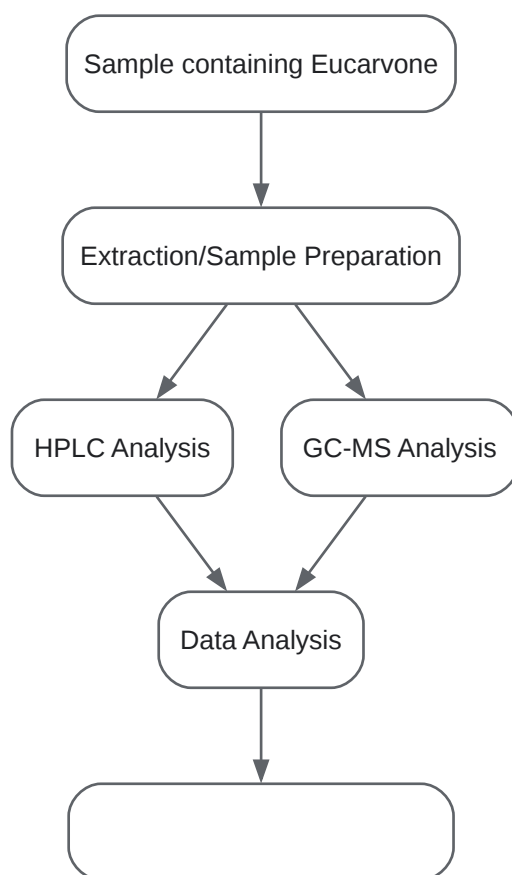 Sample containing Eucarvone
Extraction/Sample Preparation
HPLC Analysis
GC-MS Analysis
Data Analysis